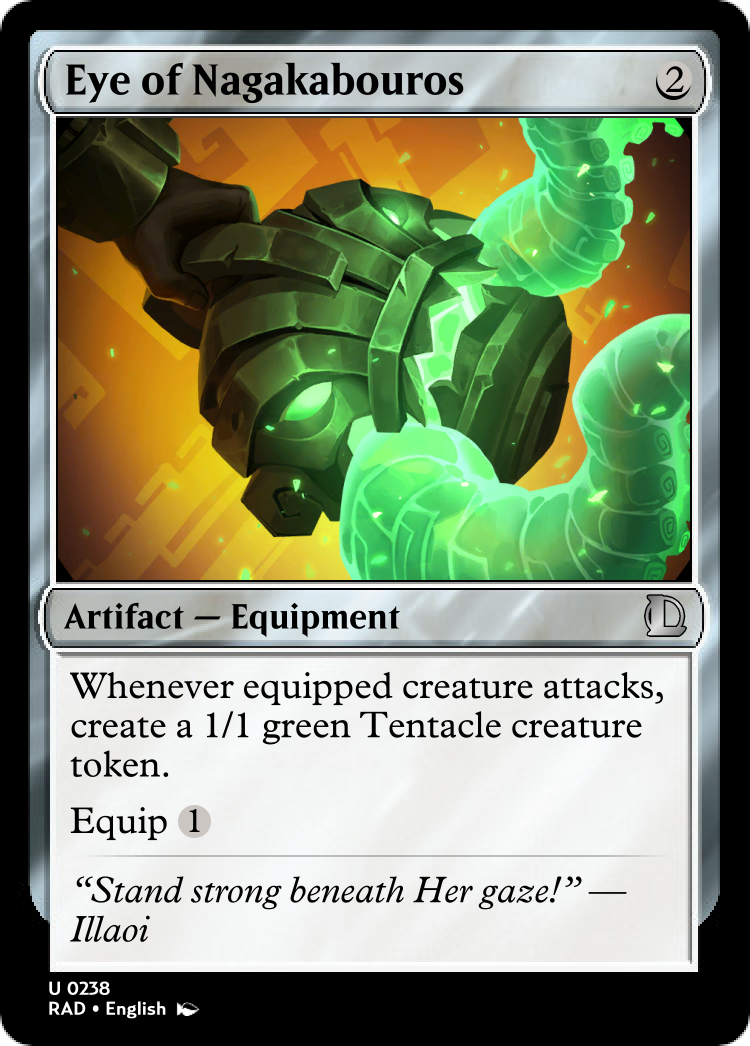 Eye of Nagakabouros
2
Artifact — Equipment
Whenever equipped creature attacks,
create a 1/1 green Tentacle creature
token.
Equip 1
“Stand strong beneath Her gaze!” —
Illaoi
U 0238
RAD • English